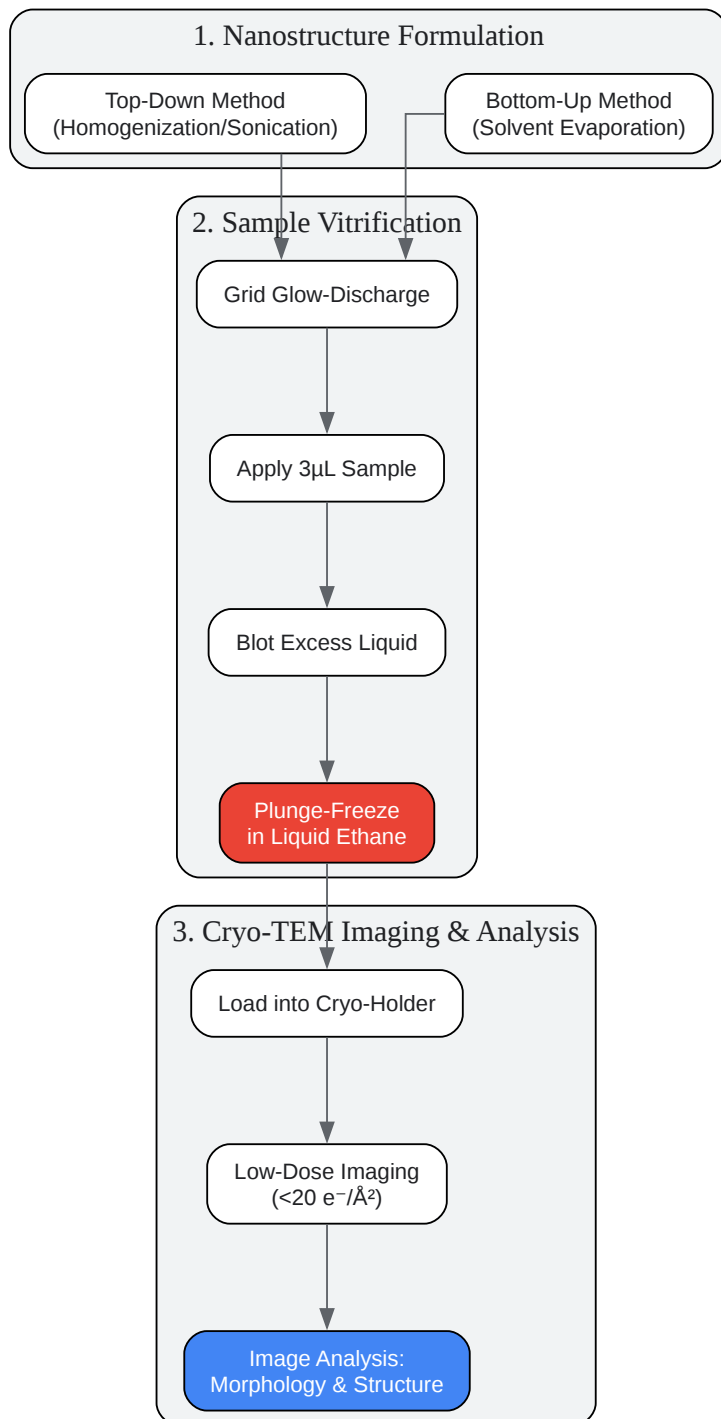 1. Nanostructure Formulation
Top-Down Method
(Homogenization/Sonication)
Bottom-Up Method
(Solvent Evaporation)
2. Sample Vitrification
Grid Glow-Discharge
Apply 3µL Sample
Blot Excess Liquid
Plunge-Freeze
in Liquid Ethane
3. Cryo-TEM Imaging & Analysis
Load into Cryo-Holder
Low-Dose Imaging
(<20 e⁻/Å²)
Image Analysis:
Morphology & Structure